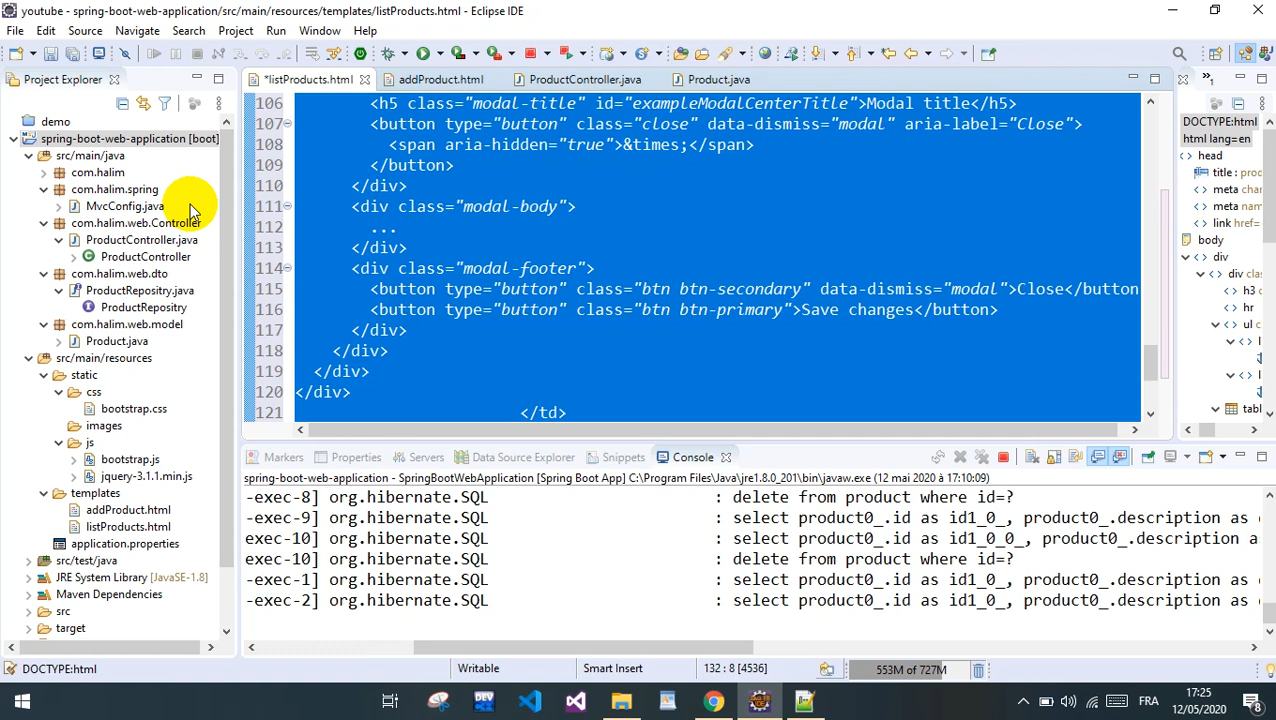 youtube - spring-boot-web-application/src/main/resources/templates/listProducts.html - Eclipse IDE
File Edit Source Navigate Search Project Run Window Help
Project Explorer
*listProducts.html addProduct.html ProductController.java Product.java
demo
spring-boot-web-application [boot]
src/main/java
com.halim
com.halim.spring
MvcConfig.java
com.halim.web.Controller
ProductController.java
ProductController
com.halim.web.dto
ProductRepositry.java
ProductRepositry
com.halim.web.model
Product.java
src/main/resources
static
css
bootstrap.css
images
js
bootstrap.js
jquery-3.1.1.min.js
templates
addProduct.html
listProducts.html
application.properties
src/test/java
JRE System Library [JavaSE-1.8]
Maven Dependencies
src
target
106 <h5 class="modal-title" id="exampleModalCenterTitle">Modal title</h5>
107 <button type="button" class="close" data-dismiss="modal" aria-label="Close">
108 <span aria-hidden="true">&times;</span>
109 </button>
110 </div>
111 <div class="modal-body">
112 ...
113 </div>
114 <div class="modal-footer">
115 <button type="button" class="btn btn-secondary" data-dismiss="modal">Close</button
116 <button type="button" class="btn btn-primary">Save changes</button>
117 </div>
118 </div>
119 </div>
120 </div>
121 </td>
DOCTYPE:html
html lang=en
head
title : proc
meta char
meta nam
link href=
body
div
div clas
h3
hr
ul
l
l
tabl
Markers Properties Servers Data Source Explorer Snippets Console
spring-boot-web-application - SpringBootWebApplication [Spring Boot App] C:\Program Files\Java\jre1.8.0_201\bin\javaw.exe (12 mai 2020 à 17:10:09)
-exec-8] org.hibernate.SQL : delete from product where id=?
-exec-9] org.hibernate.SQL : select product0_.id as id1_0_, product0_.description as d
exec-10] org.hibernate.SQL : select product0_.id as id1_0_0_, product0_.description a
exec-10] org.hibernate.SQL : delete from product where id=?
-exec-1] org.hibernate.SQL : select product0_.id as id1_0_, product0_.description as d
-exec-2] org.hibernate.SQL : select product0_.id as id1_0_, product0_.description as d
DOCTYPE:html Writable Smart Insert 132 : 8 [4536] 553M of 727M
FRA
17:25
12/05/2020
8